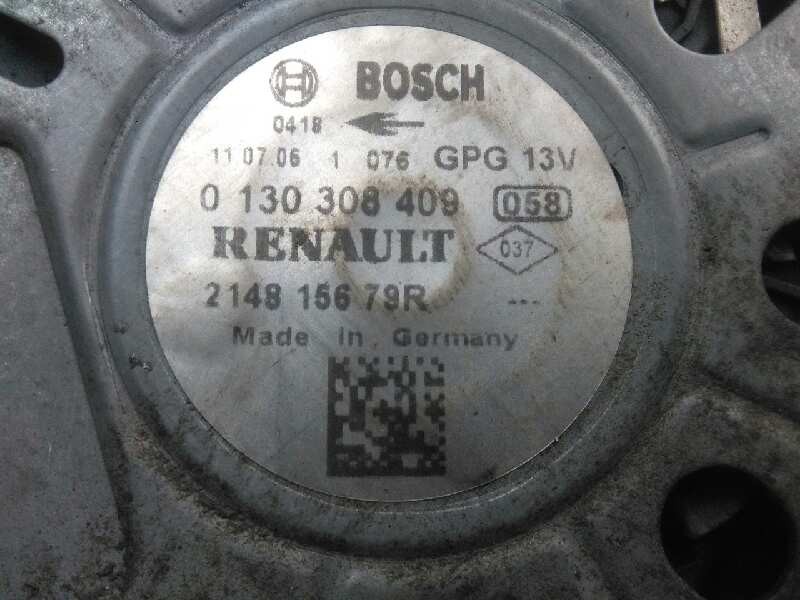 BOSCH
0418
11 07.06 1 076 GPG 13V
0 130 308 409 058
RENAULT 037
2148 156 79R ---
Made in Germany